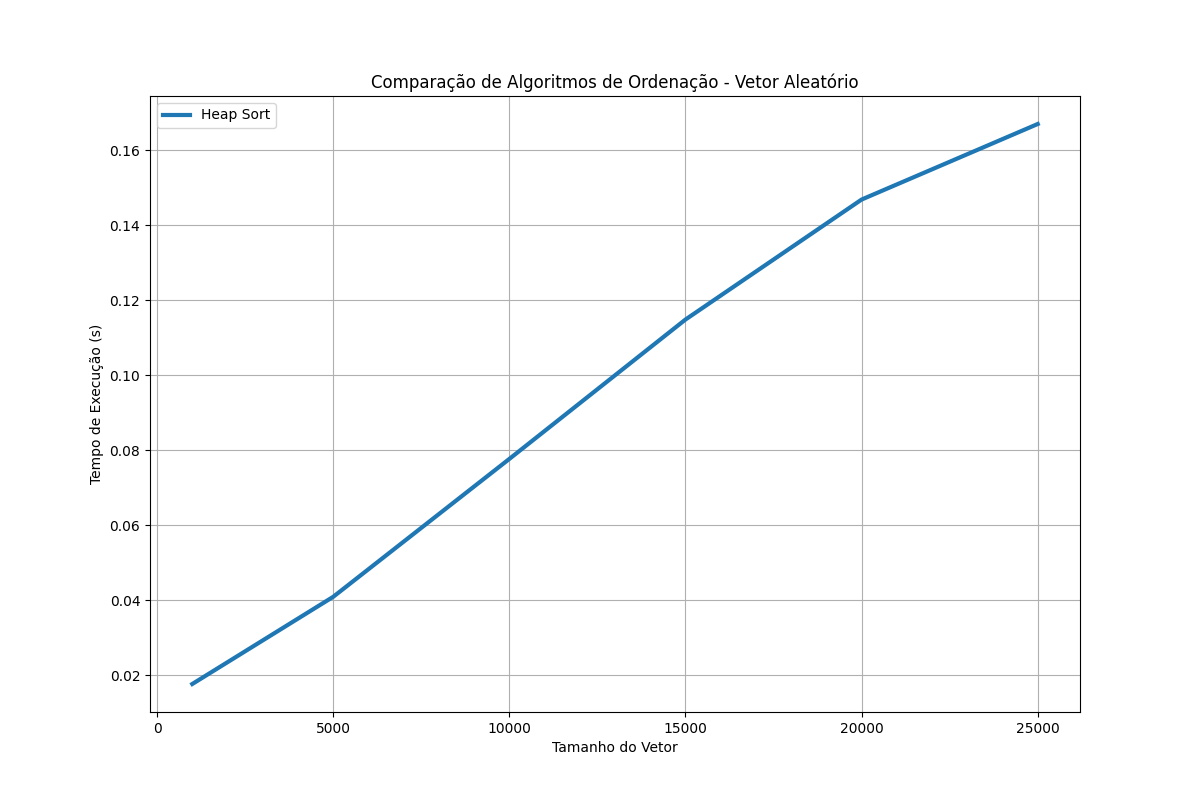 Comparação de Algoritmos de Ordenação - Vetor Aleatório
Heap Sort
0.16
0.14
0.12
0.10
0.08
0.06
0.04
0.02
Tempo de Execução (s)
0 5000 10000 15000 20000 25000
Tamanho do Vetor